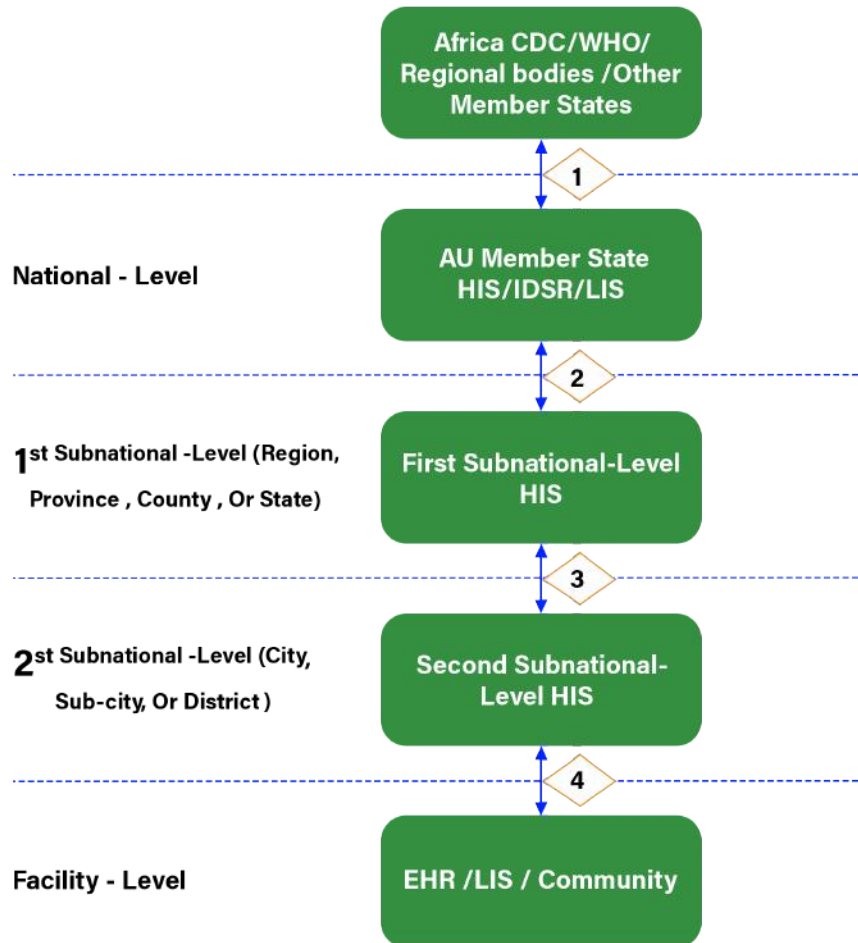 Africa CDC/WHO/
Regional bodies /Other
Member States
1
National - Level
AU Member State
HIS/IDSR/LIS
2
1st Subnational -Level (Region,
Province , County , Or State)
First Subnational-Level
HIS
3
2st Subnational -Level (City,
Sub-city, Or District )
Second Subnational-
Level HIS
4
Facility - Level
EHR /LIS / Community